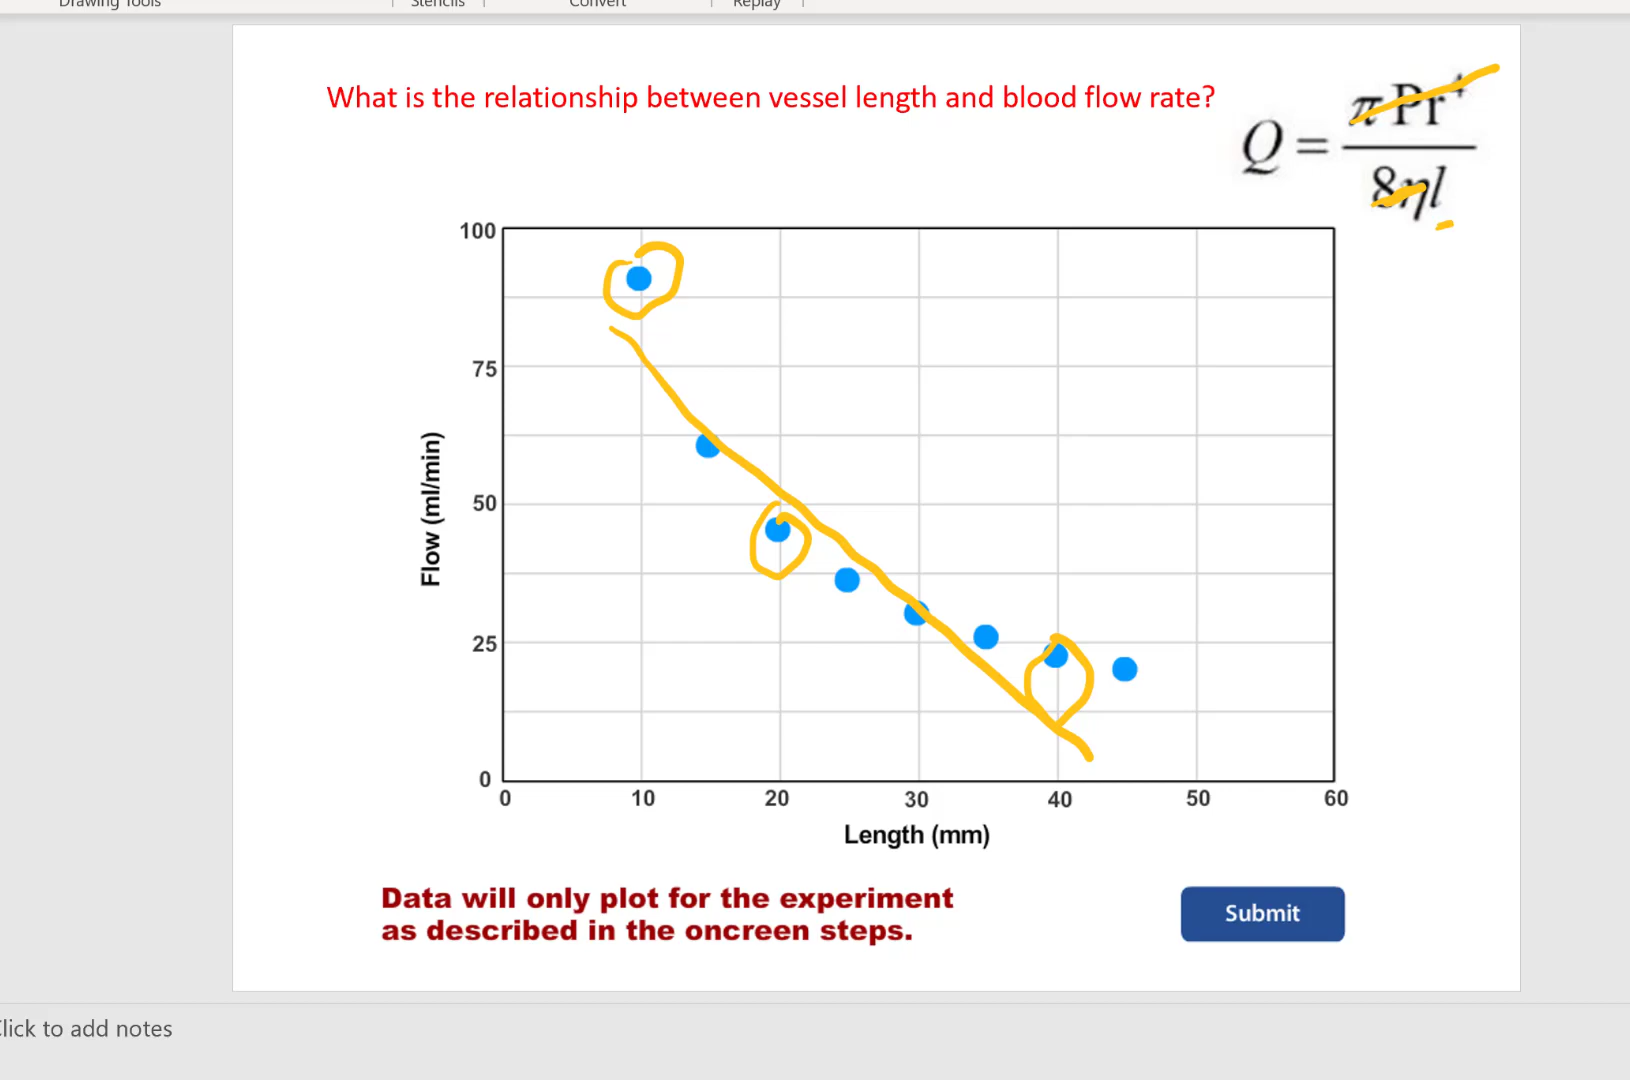 Drawing Tools
Stencils
Convert
Replay
What is the relationship between vessel length and blood flow rate?
Q = πPr⁴ / 8ηl
100
75
50
25
0
Flow (ml/min)
0 10 20 30 40 50 60
Length (mm)
Data will only plot for the experiment
as described in the oncreen steps.
Submit
lick to add notes